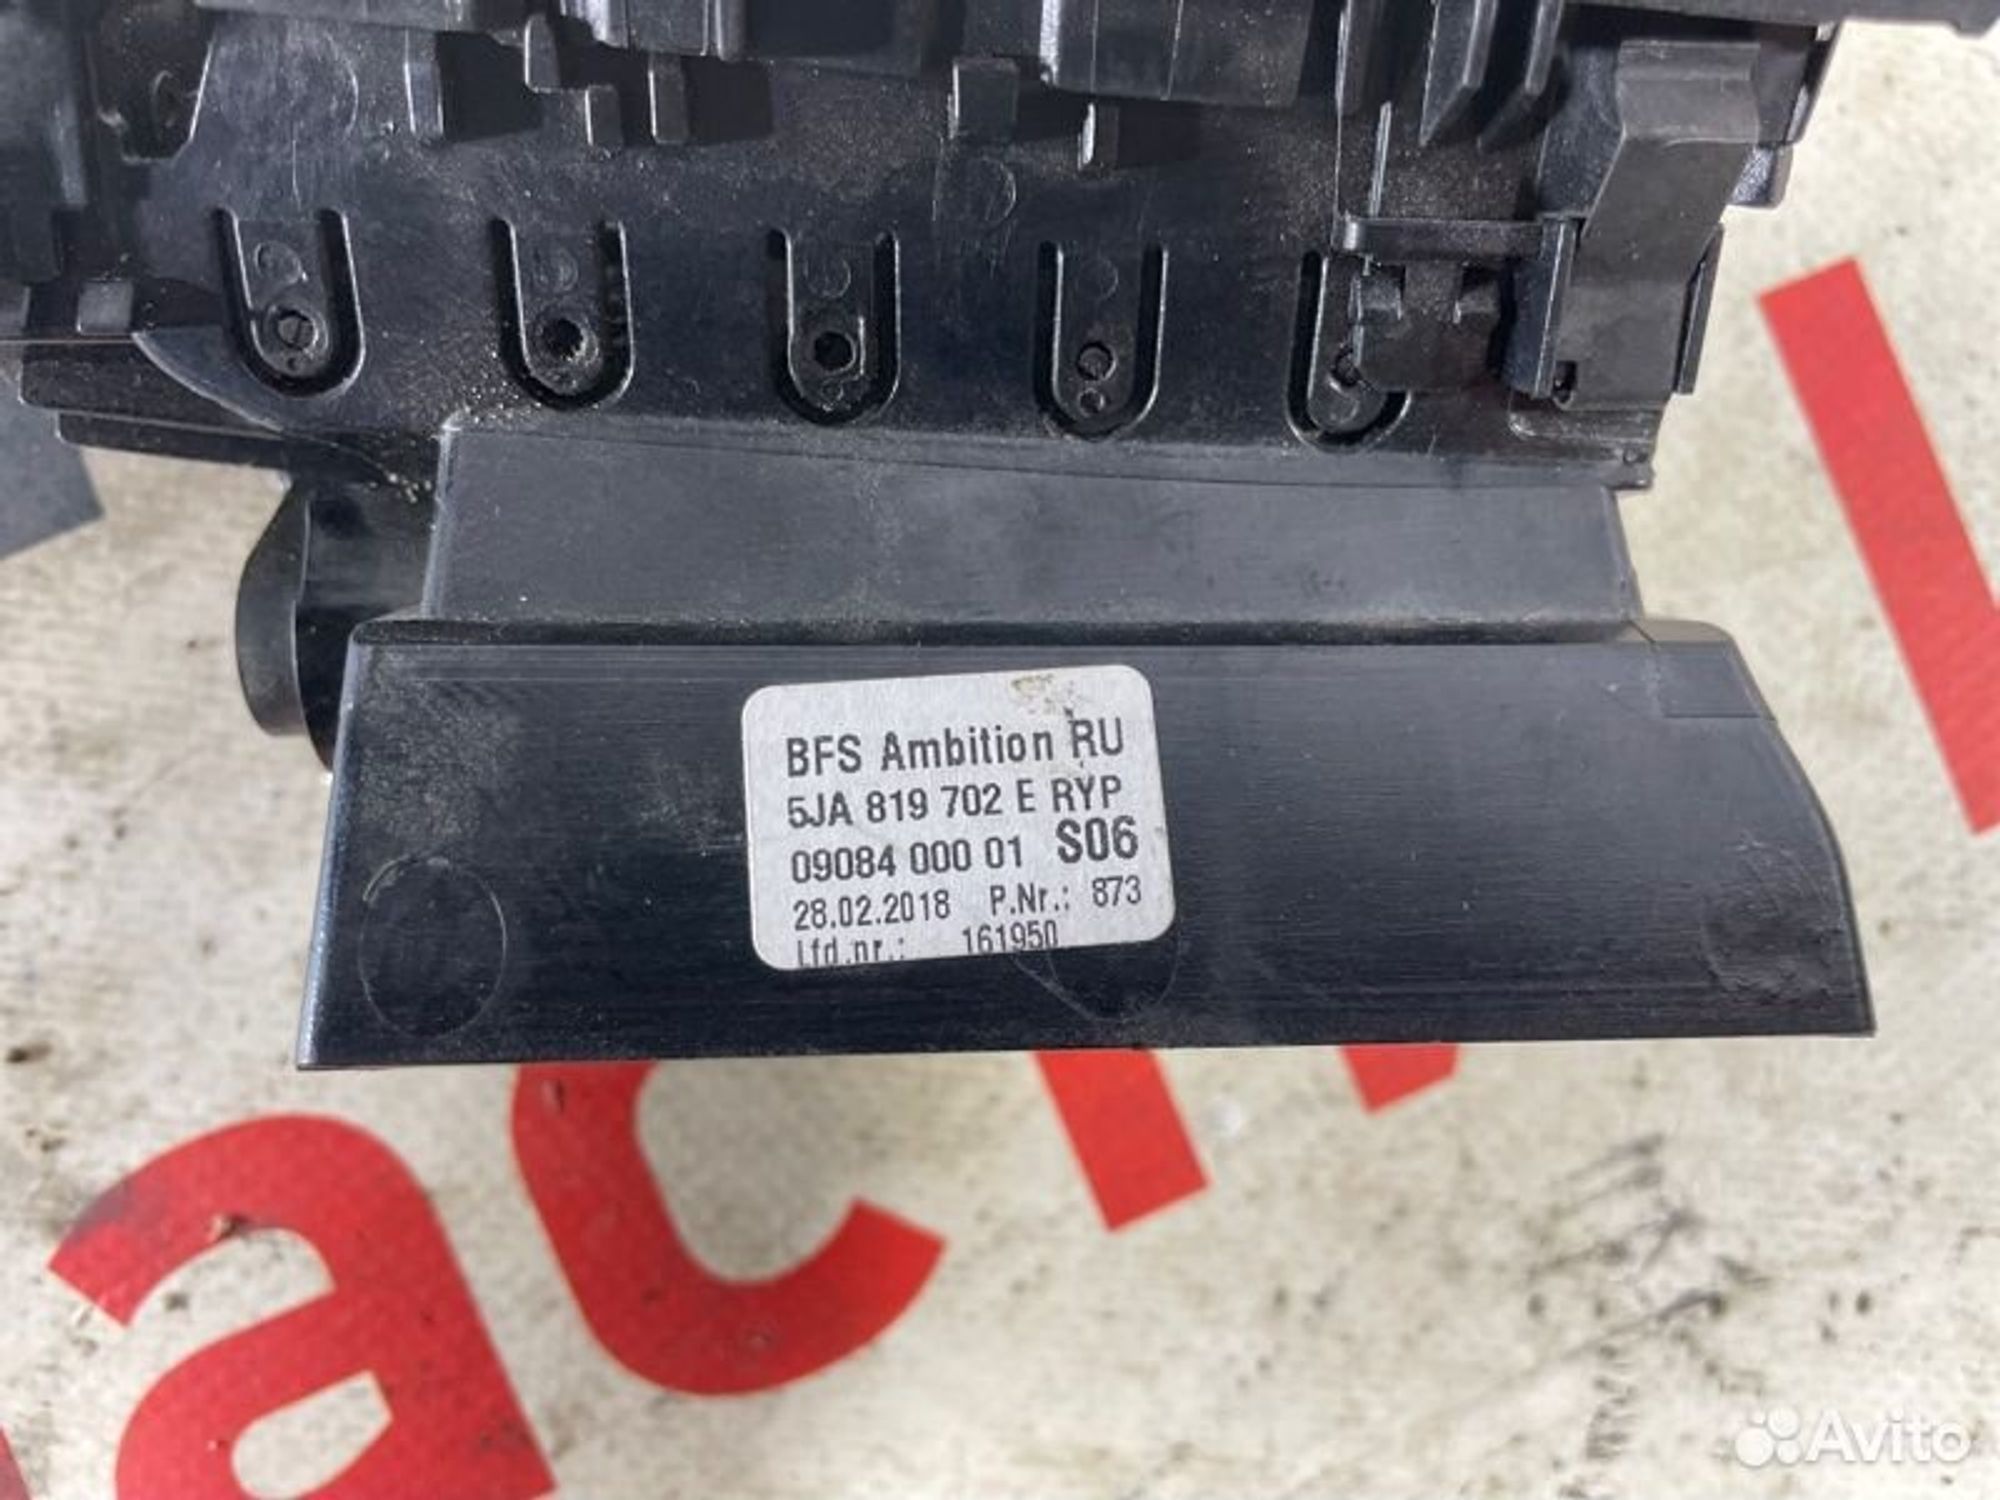 BFS Ambition RU
5JA 819 702 E RYP
09084 000 01 S06
28.02.2018 P.Nr.: 873
Lfd.nr.: 161950
ас
Avito